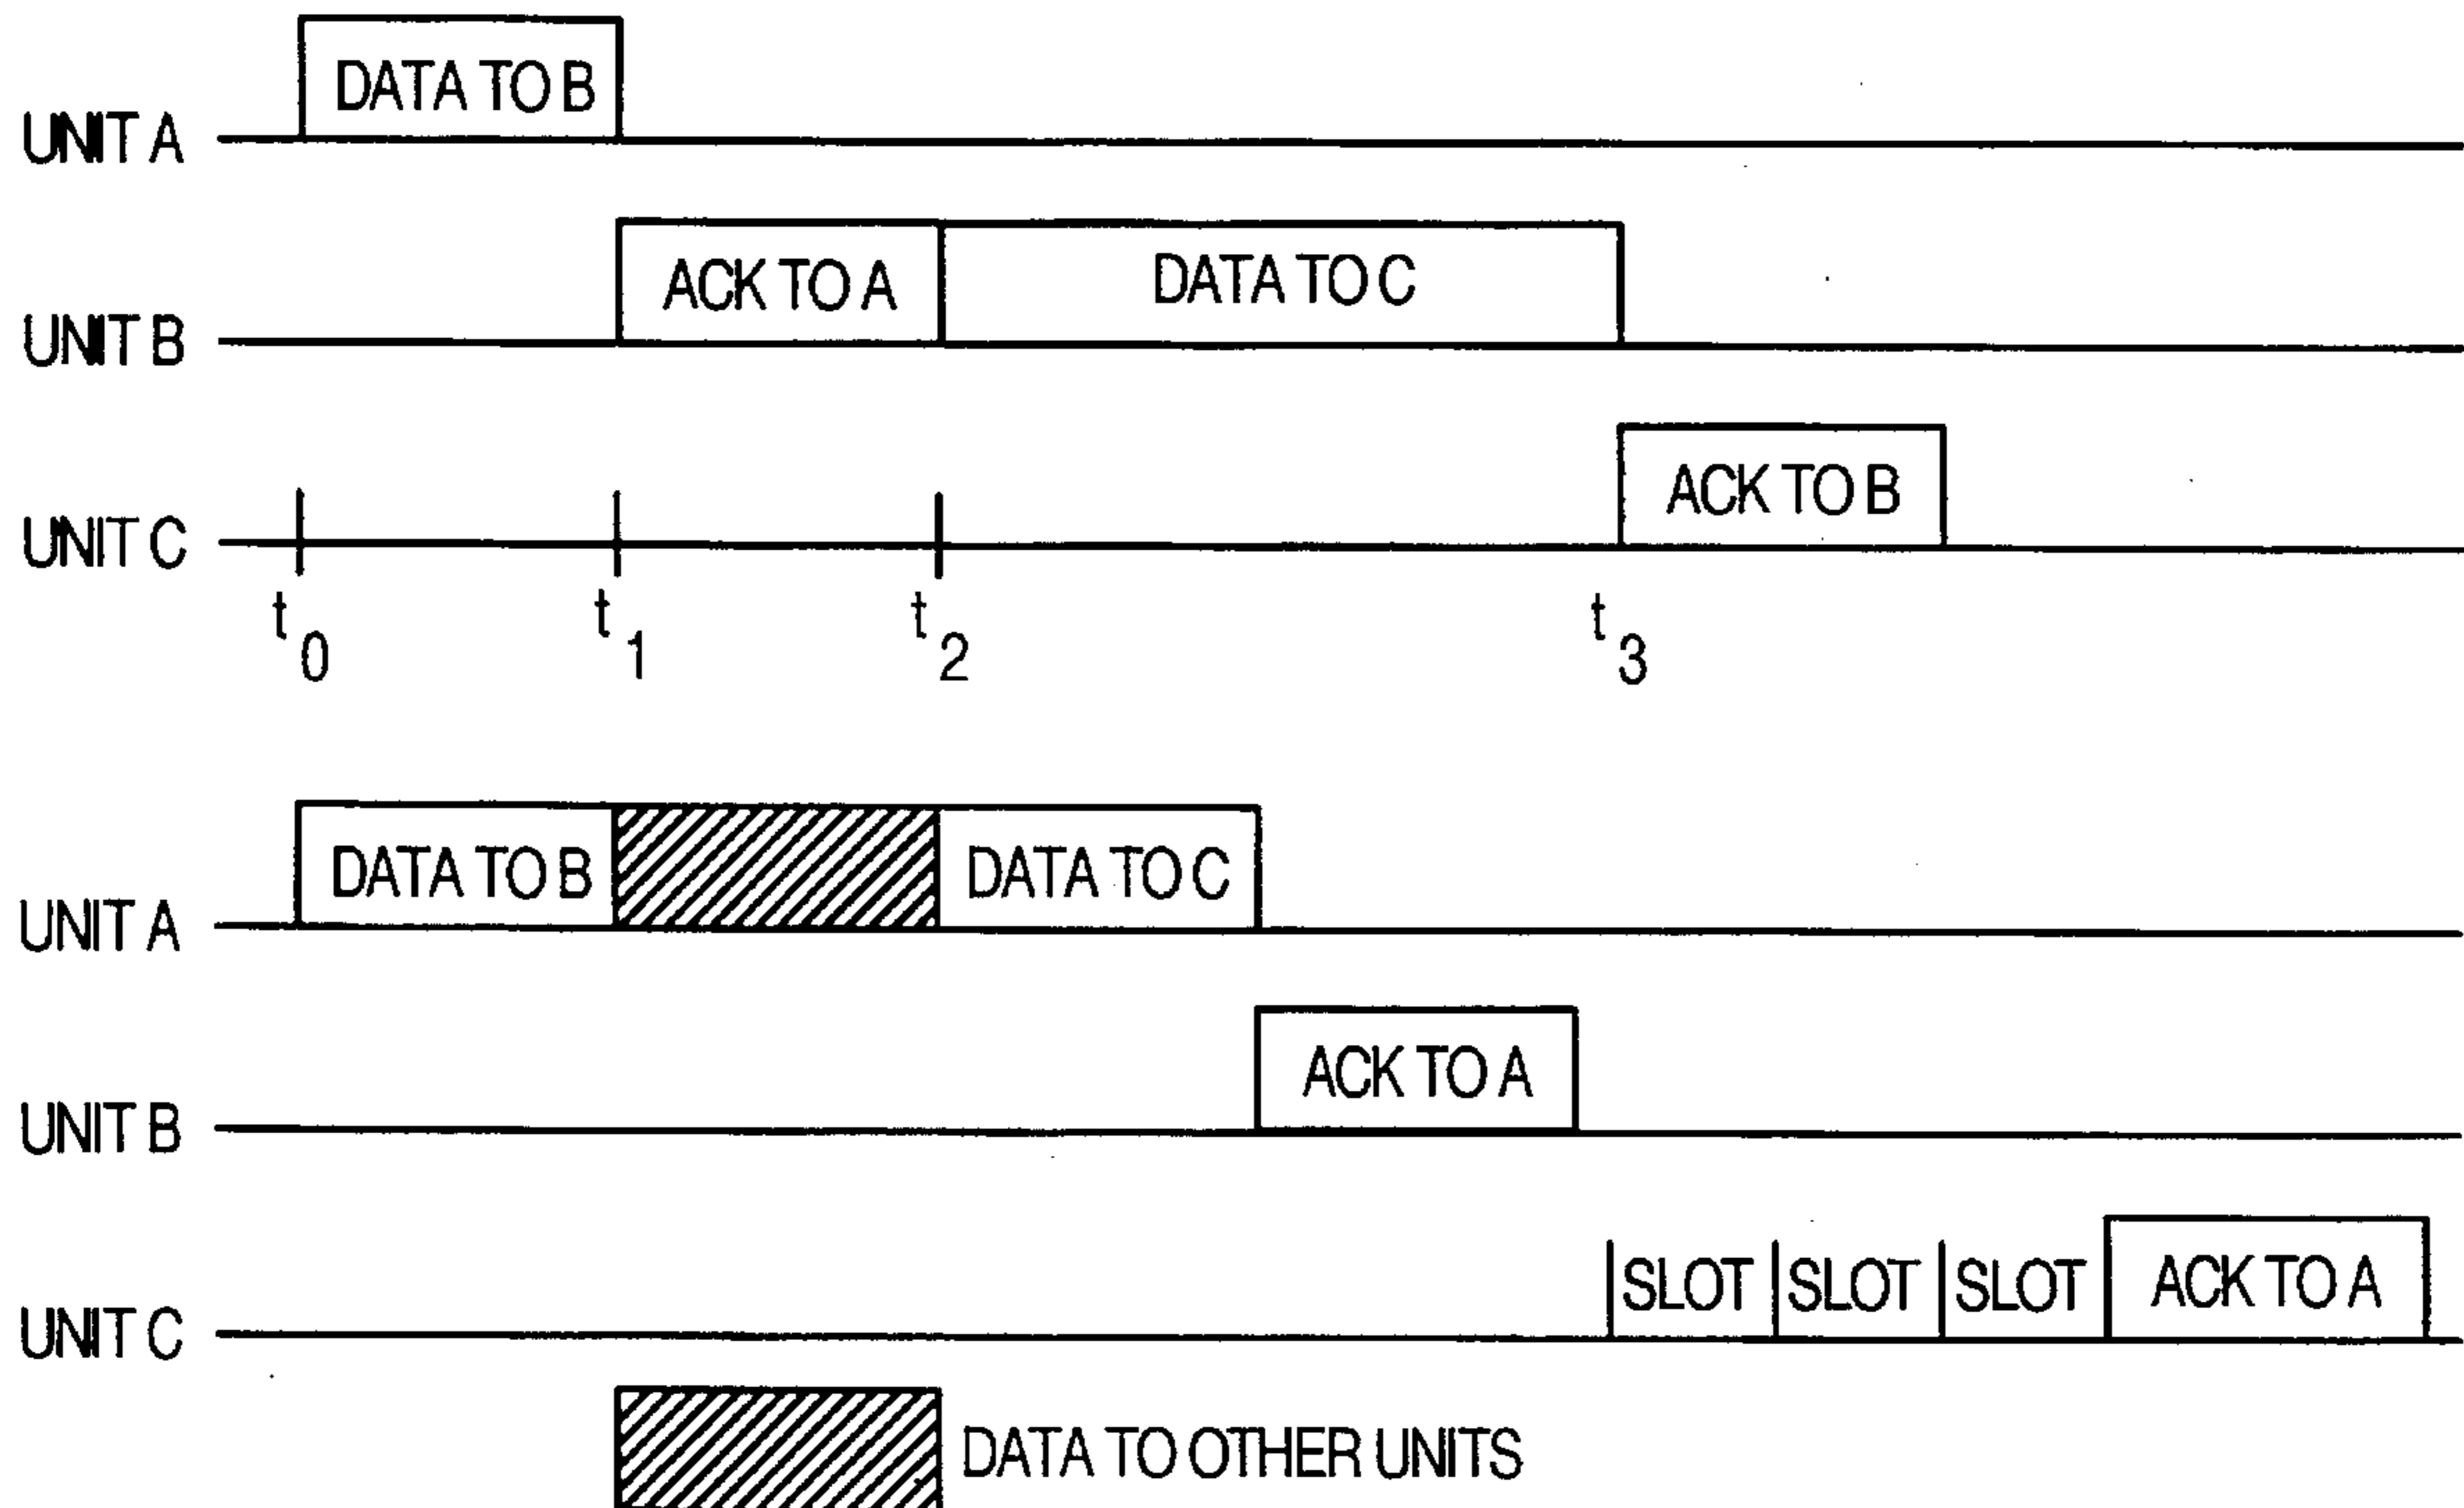 DATA TO B
UNIT A
ACK TO A DATA TO C
UNIT B
ACK TO B
UNIT C
t0 t1 t2 t3
DATA TO B DATA TO C
UNIT A
ACK TO A
UNIT B
SLOT SLOT SLOT ACK TO A
UNIT C
DATA TO OTHER UNITS